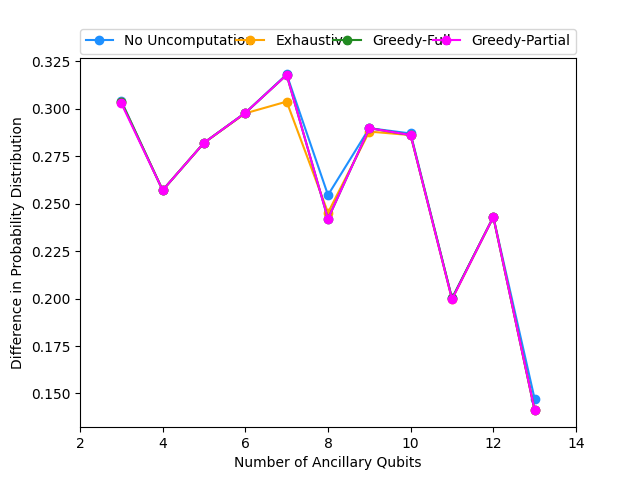 No Uncomputation Exhaustive Greedy-Full Greedy-Partial
0.325
0.300
0.275
0.250
0.225
0.200
0.175
0.150
Difference in Probability Distribution
2 4 6 8 10 12 14
Number of Ancillary Qubits